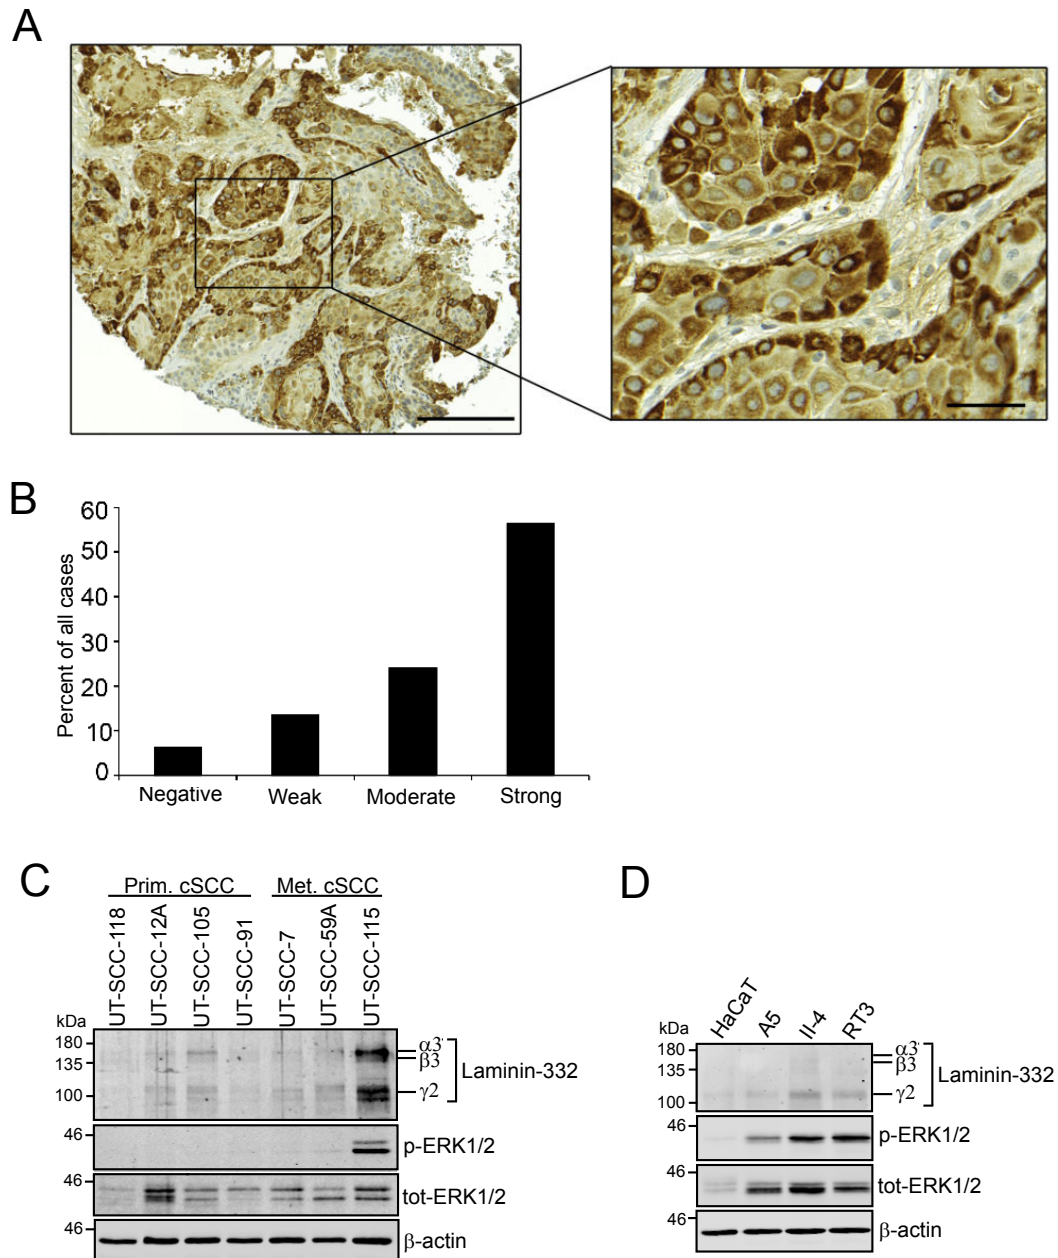 A
B
60
50
40
30
20
10
0
Percent of all cases
Negative
Weak
Moderate
Strong
C
Prim. cSCC
Met. cSCC
UT-SCC-118
UT-SCC-12A
UT-SCC-105
UT-SCC-91
UT-SCC-7
UT-SCC-59A
UT-SCC-115
kDa
180
135
100
α3
β3
γ2
Laminin-332
46
p-ERK1/2
46
tot-ERK1/2
46
β-actin
D
HaCaT
A5
II-4
RT3
kDa
180
135
100
α3
β3
γ2
Laminin-332
46
p-ERK1/2
46
tot-ERK1/2
46
β-actin